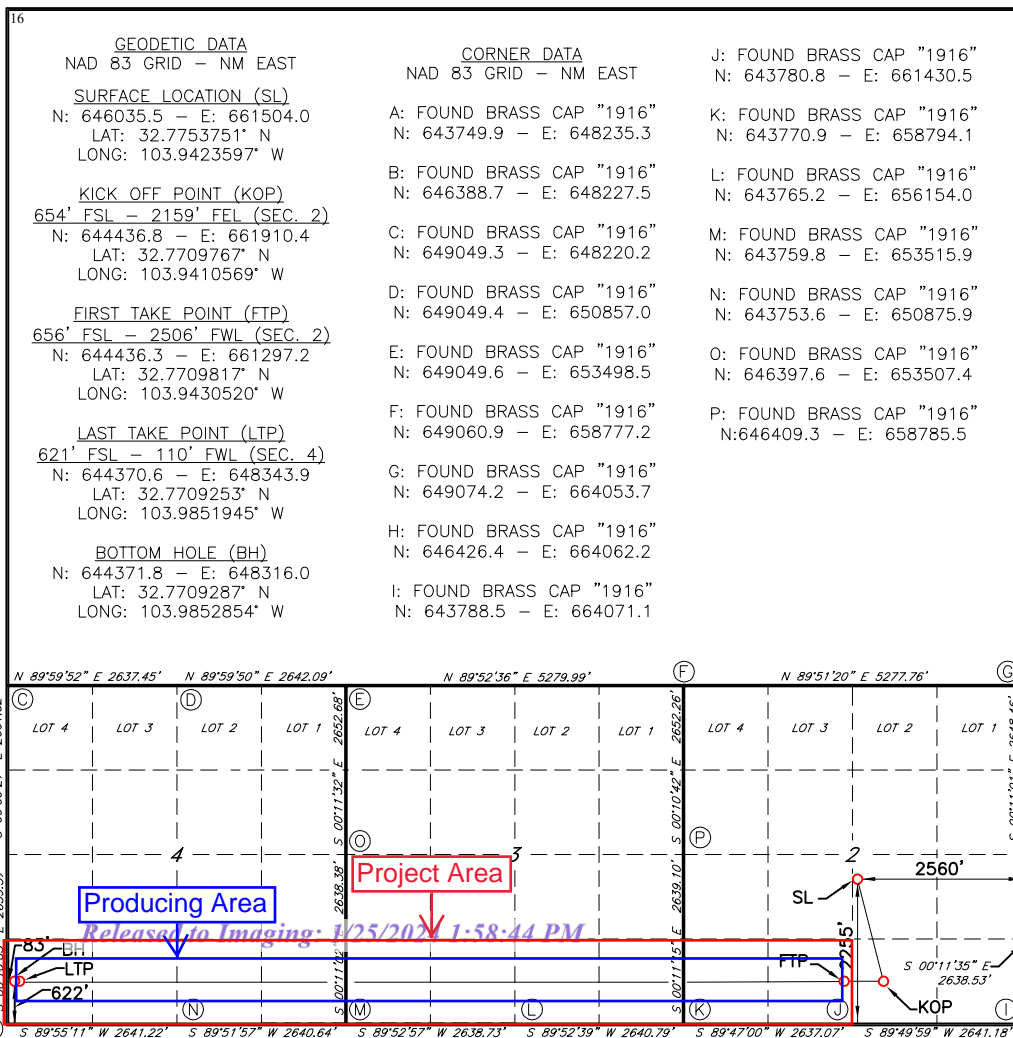 16
GEODETIC DATA
NAD 83 GRID – NM EAST
SURFACE LOCATION (SL)
N: 646035.5 – E: 661504.0
LAT: 32.7753751° N
LONG: 103.9423597° W
KICK OFF POINT (KOP)
654' FSL – 2159' FEL (SEC. 2)
N: 644436.8 – E: 661910.4
LAT: 32.7709767° N
LONG: 103.9410569° W
FIRST TAKE POINT (FTP)
656' FSL – 2506' FWL (SEC. 2)
N: 644436.3 – E: 661297.2
LAT: 32.7709817° N
LONG: 103.9430520° W
LAST TAKE POINT (LTP)
621' FSL – 110' FWL (SEC. 4)
N: 644370.6 – E: 648343.9
LAT: 32.7709253° N
LONG: 103.9851945° W
BOTTOM HOLE (BH)
N: 644371.8 – E: 648316.0
LAT: 32.7709287° N
LONG: 103.9852854° W
CORNER DATA
NAD 83 GRID – NM EAST
A: FOUND BRASS CAP "1916"
N: 643749.9 – E: 648235.3
B: FOUND BRASS CAP "1916"
N: 646388.7 – E: 648227.5
C: FOUND BRASS CAP "1916"
N: 649049.3 – E: 648220.2
D: FOUND BRASS CAP "1916"
N: 649049.4 – E: 650857.0
E: FOUND BRASS CAP "1916"
N: 649049.6 – E: 653498.5
F: FOUND BRASS CAP "1916"
N: 649060.9 – E: 658777.2
G: FOUND BRASS CAP "1916"
N: 649074.2 – E: 664053.7
H: FOUND BRASS CAP "1916"
N: 646426.4 – E: 664062.2
I: FOUND BRASS CAP "1916"
N: 643788.5 – E: 664071.1
J: FOUND BRASS CAP "1916"
N: 643780.8 – E: 661430.5
K: FOUND BRASS CAP "1916"
N: 643770.9 – E: 658794.1
L: FOUND BRASS CAP "1916"
N: 643765.2 – E: 656154.0
M: FOUND BRASS CAP "1916"
N: 643759.8 – E: 653515.9
N: FOUND BRASS CAP "1916"
N: 643753.6 – E: 650875.9
O: FOUND BRASS CAP "1916"
N: 646397.6 – E: 653507.4
P: FOUND BRASS CAP "1916"
N:646409.3 – E: 658785.5
N 89°59'52" E 2637.45' N 89°59'50" E 2642.09' N 89°52'36" E 5279.99' F N 89°51'20" E 5277.76' G
C D E
LOT 4 LOT 3 LOT 2 LOT 1 LOT 4 LOT 3 LOT 2 LOT 1 LOT 4 LOT 3 LOT 2 LOT 1
S 00°11'32" E 2652.68'
S 00°10'42" E 2652.26'
O P
4 3 2
2560'
SL
Project Area
Producing Area
Released to Imaging: 1/25/2024 1:58:44 PM
2638.38'
S 00°11'15" E 2639.10'
2255'
83'
BH
LTP
622'
FTP
KOP
S 00°11'35" E
2638.53'
N M L K J I
S 89°55'11" W 2641.22' S 89°51'57" W 2640.64' S 89°52'57" W 2638.73' S 89°52'39" W 2640.79' S 89°47'00" W 2637.07' S 89°49'59" W 2641.18'